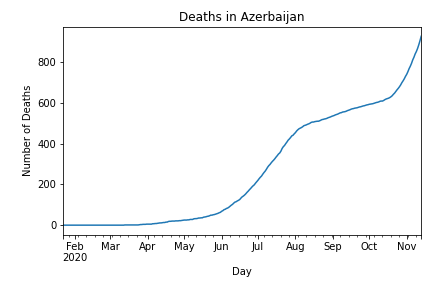 Deaths in Azerbaijan
Number of Deaths
800
600
400
200
0
Feb Mar Apr May Jun Jul Aug Sep Oct Nov
2020
Day